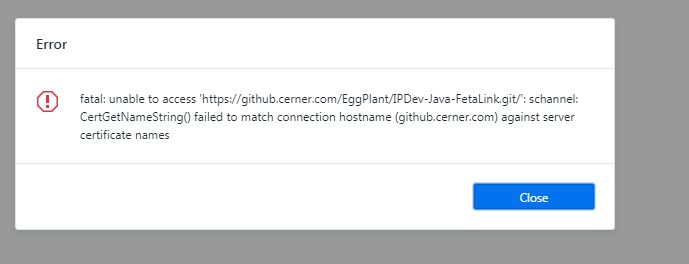 Error
fatal: unable to access 'https://github.cerner.com/EggPlant/IPDev-Java-FetaLink.git/': schannel:
CertGetNameString() failed to match connection hostname (github.cerner.com) against server
certificate names
Close